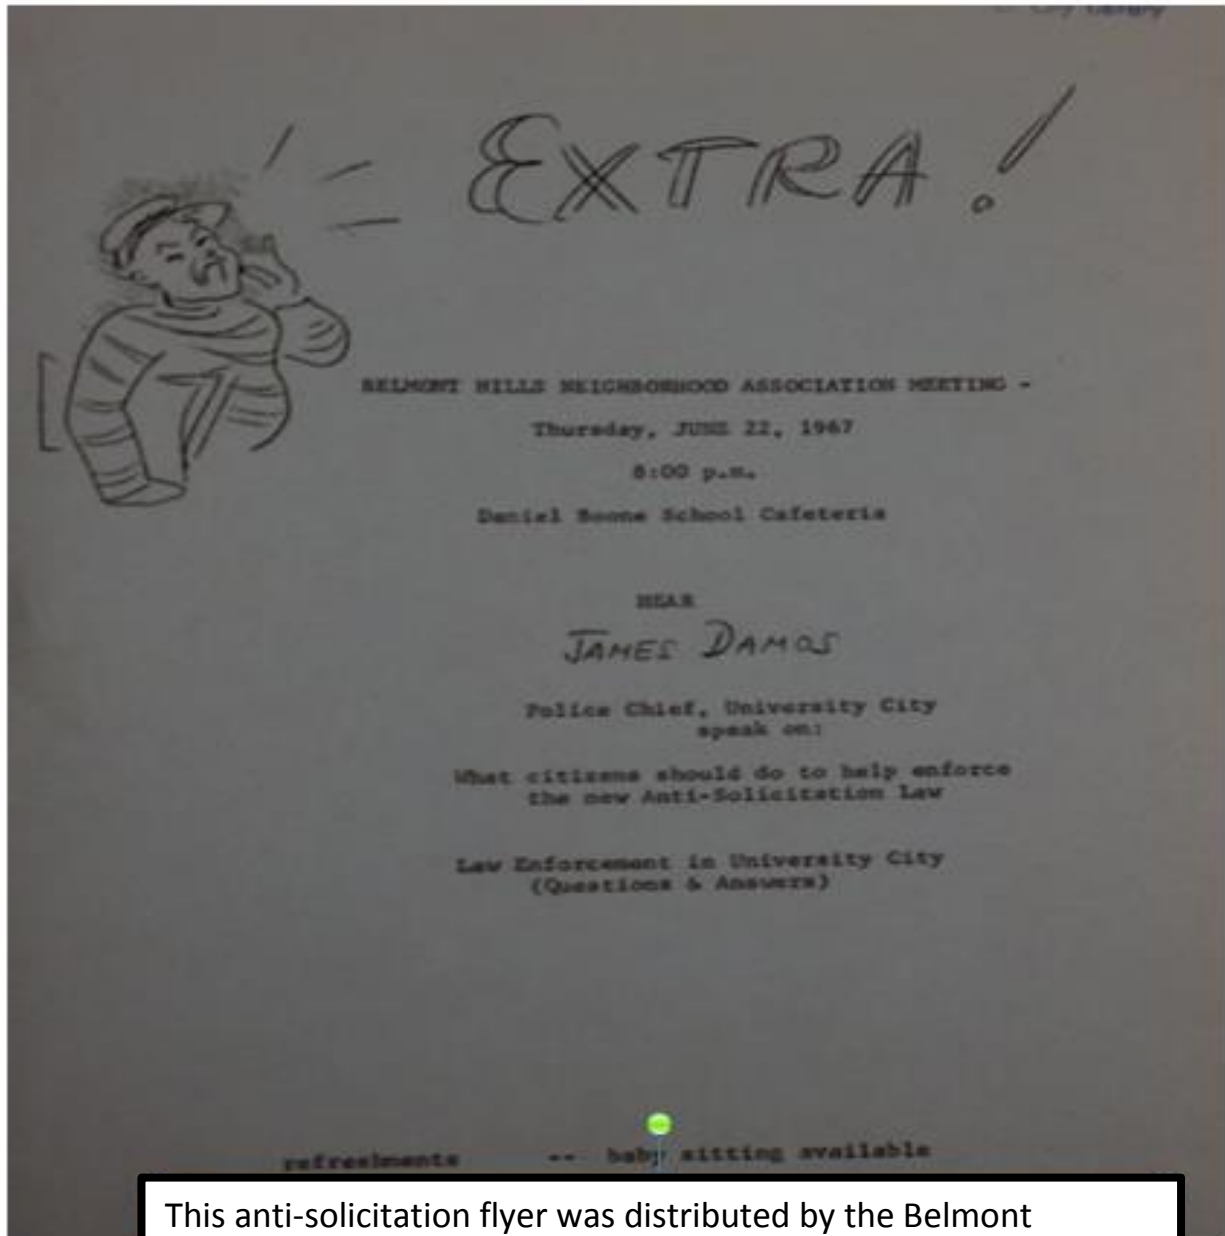 Library
EXTRA!
BELMONT HILLS NEIGHBORHOOD ASSOCIATION MEETING -
Thursday, JUNE 22, 1967
8:00 p.m.
Daniel Boone School Cafeteria
HEAR
JAMES DAMOS
Police Chief, University City
speak on:
What citizens should do to help enforce
the new Anti-Solicitation Law
Law Enforcement in University City
(Questions & Answers)
refreshments -- baby sitting available
This anti-solicitation flyer was distributed by the Belmont